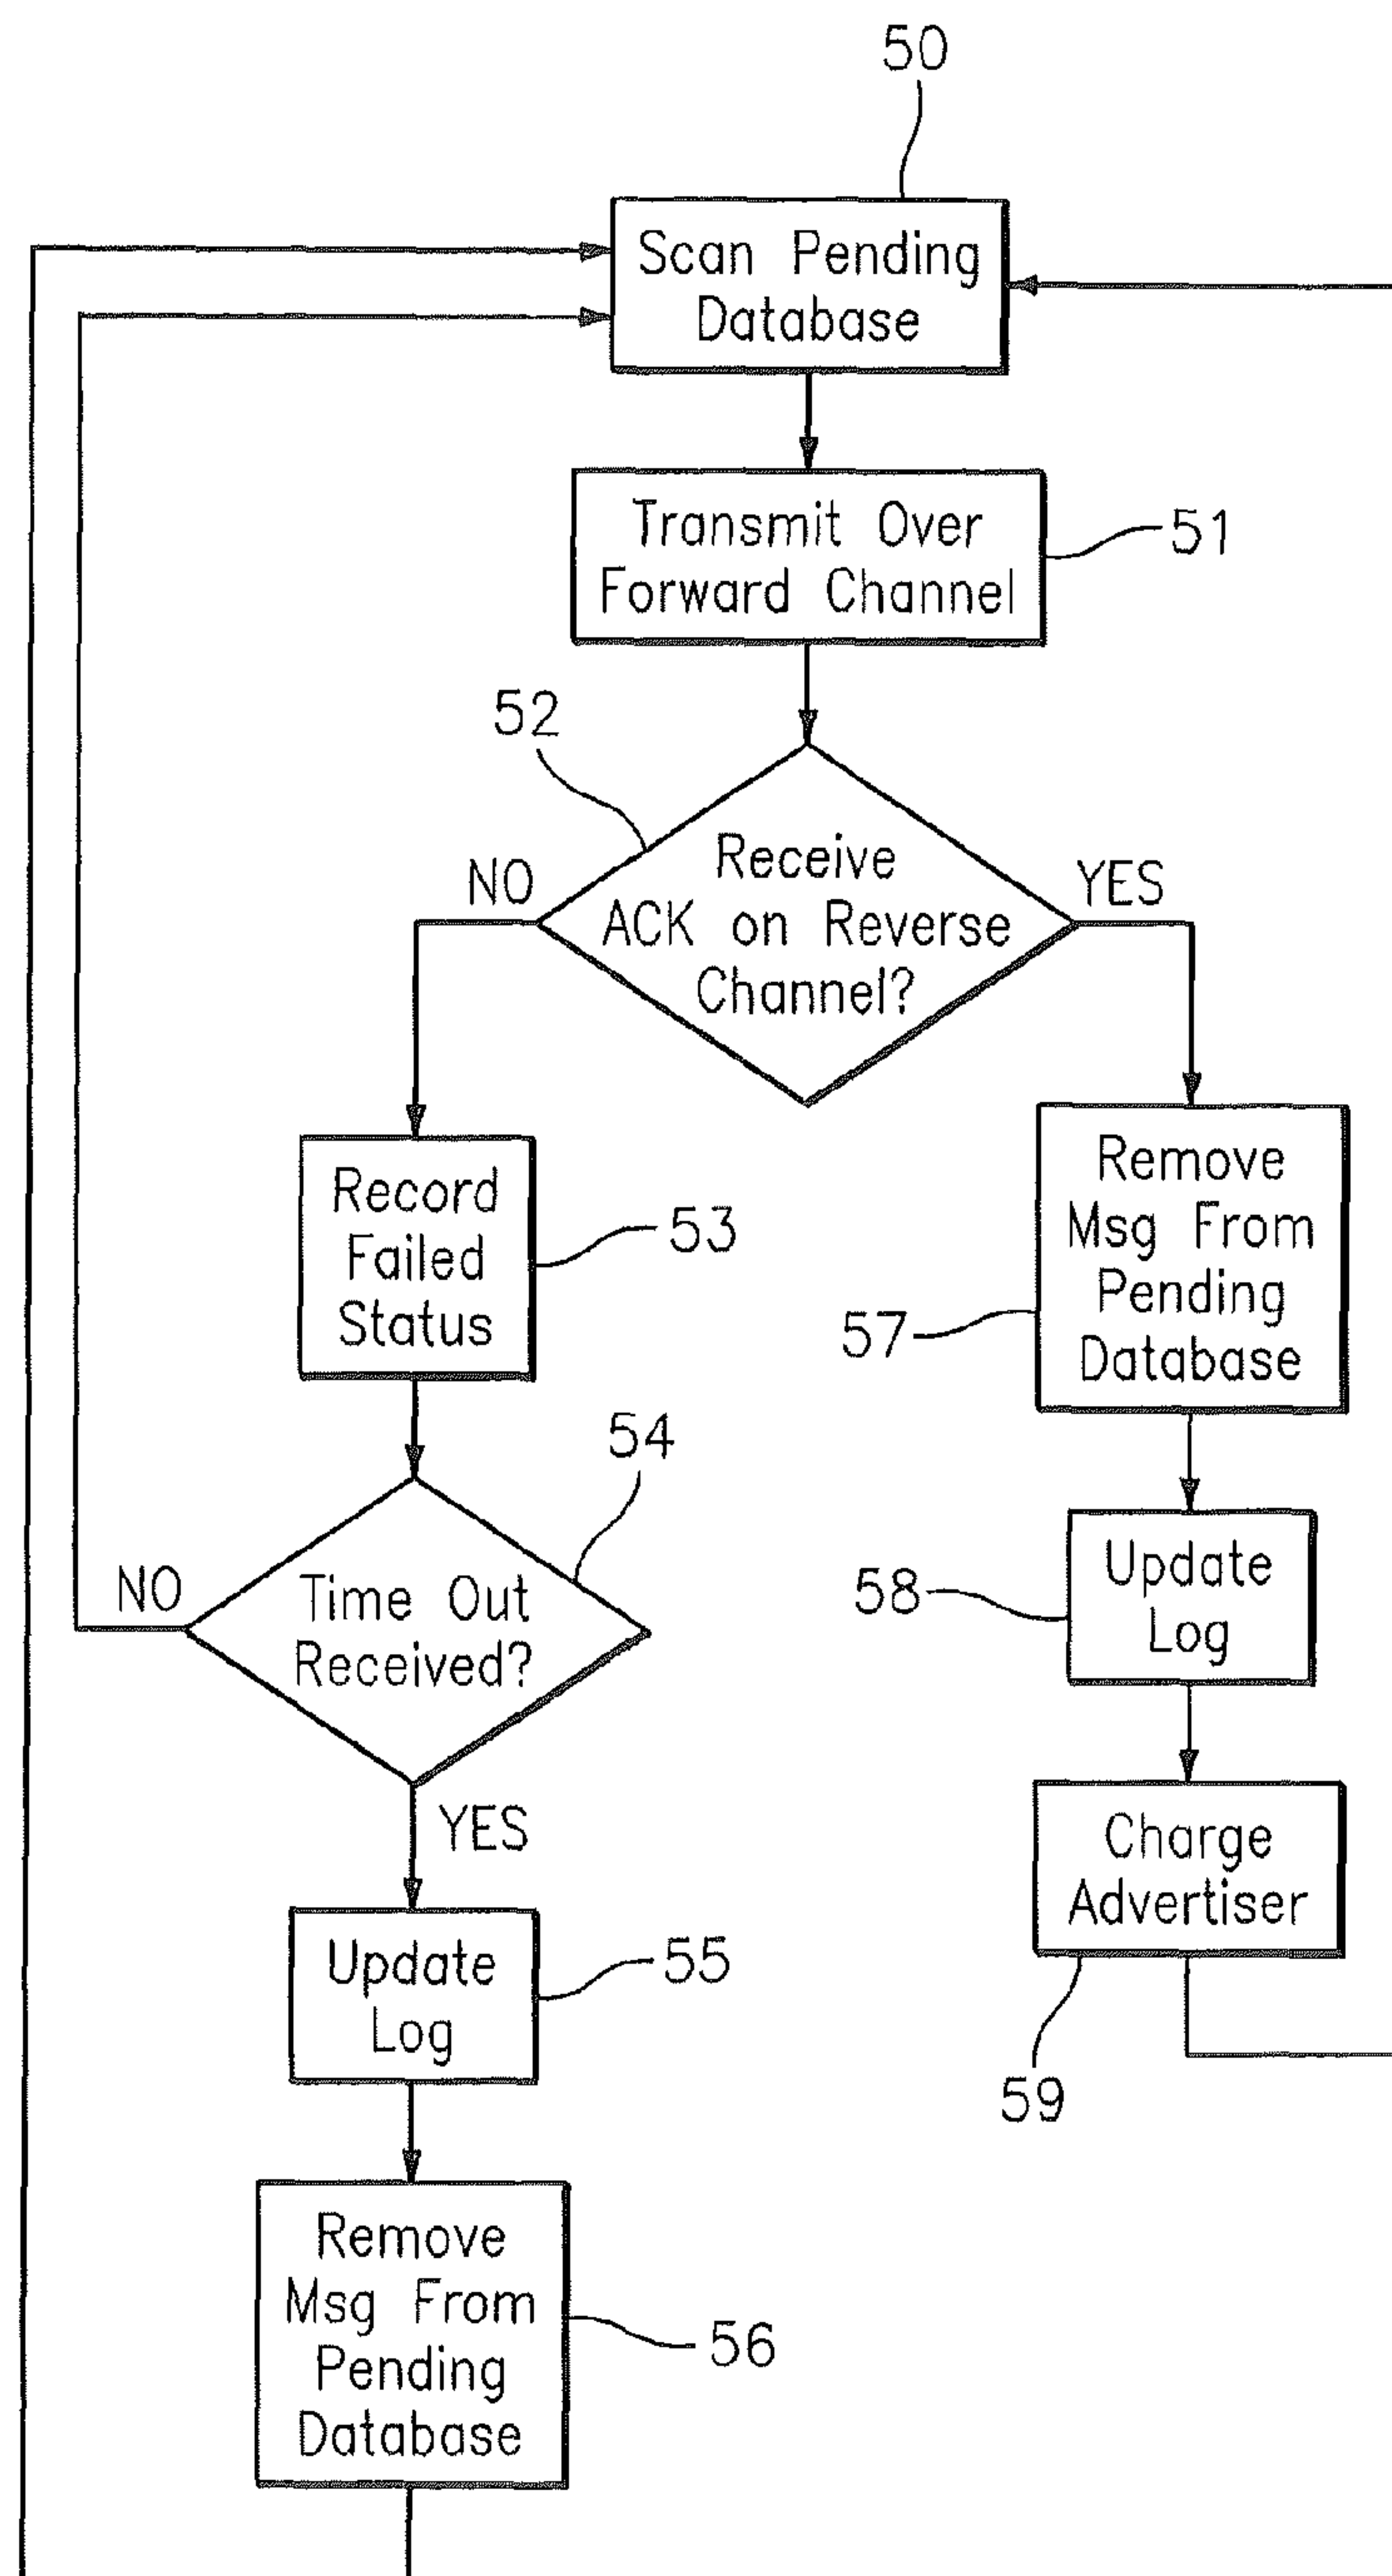 50
Scan Pending
Database
Transmit Over
Forward Channel
51
52
NO
YES
Receive
ACK on Reverse
Channel?
Record
Failed
Status
53
Remove
Msg From
Pending
Database
57
54
NO
Time Out
Received?
YES
58
Update
Log
Charge
Advertiser
59
Update
Log
55
Remove
Msg From
Pending
Database
56